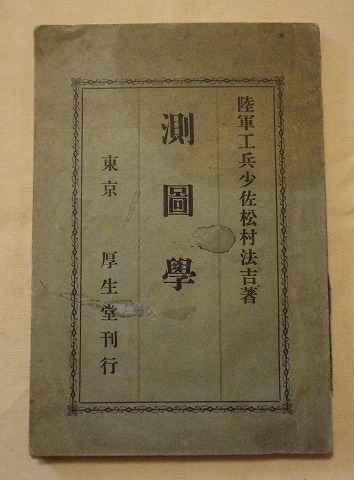 陸軍工兵少佐松村法吉著
測圖學
東京 厚生堂刊行